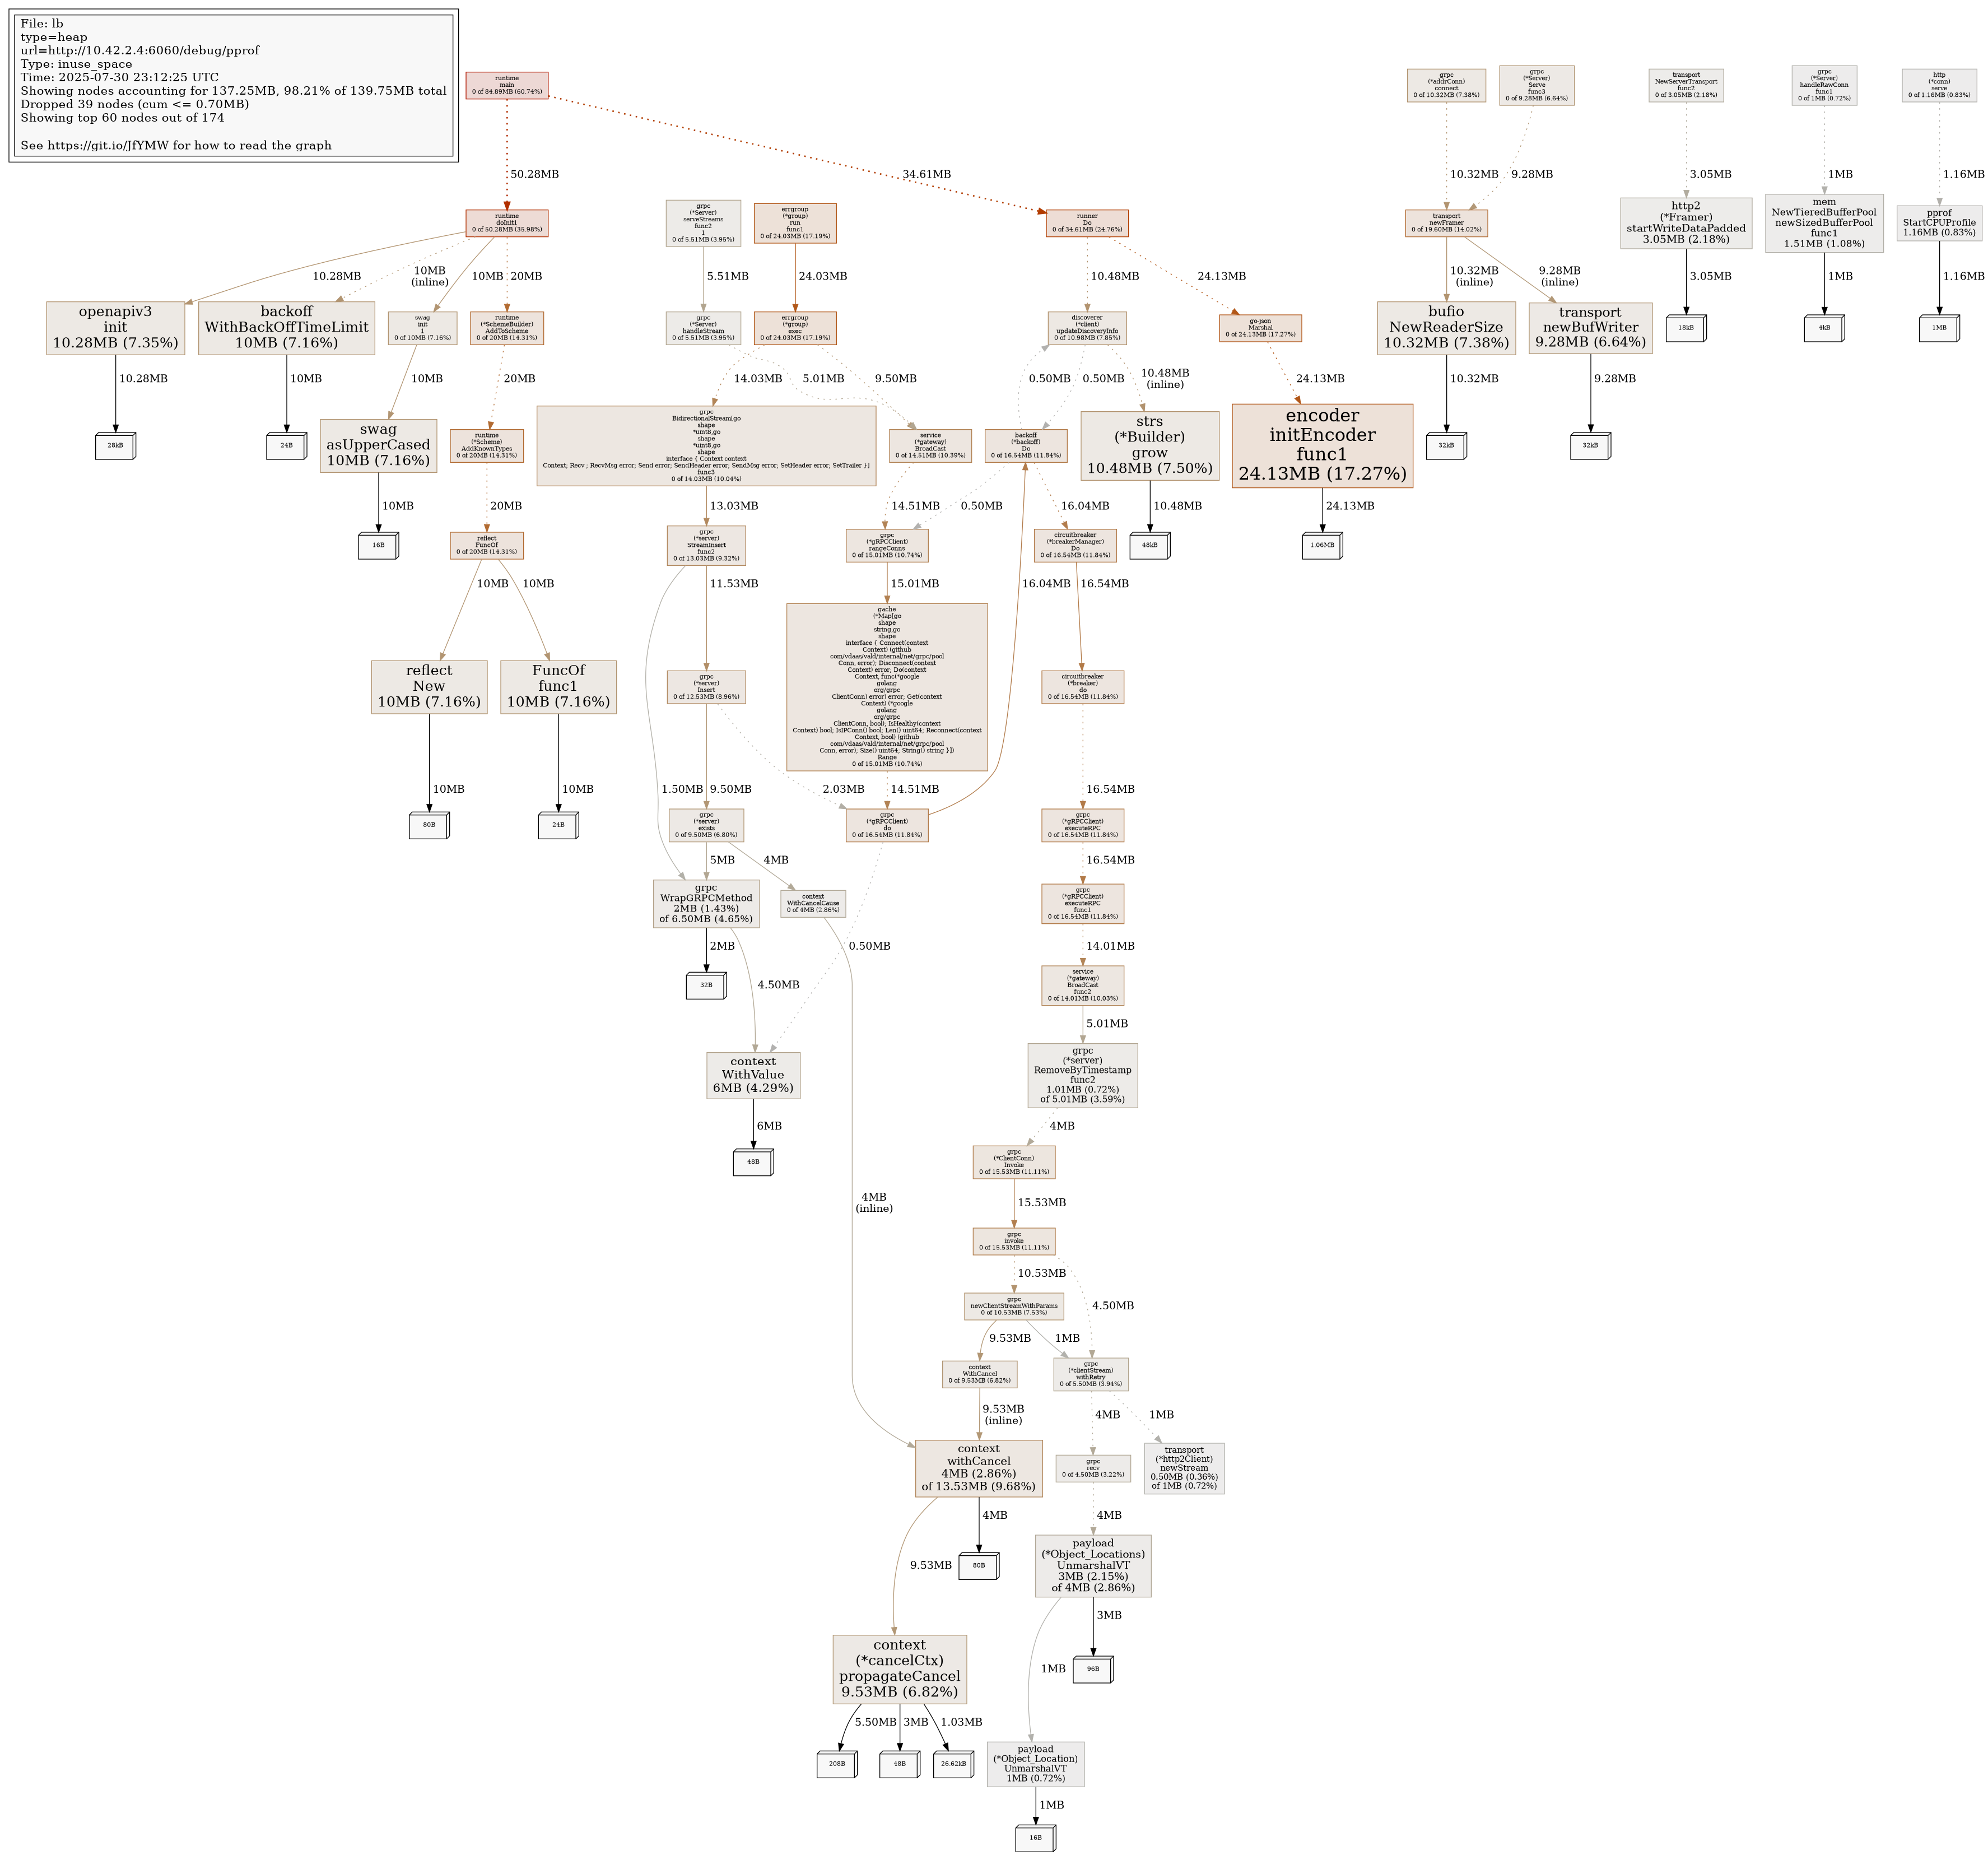 File: lb
type=heap
url=http://10.42.2.4:6060/debug/pprof
Type: inuse_space
Time: 2025-07-30 23:12:25 UTC
Showing nodes accounting for 137.25MB, 98.21% of 139.75MB total
Dropped 39 nodes (cum <= 0.70MB)
Showing top 60 nodes out of 174
See https://git.io/JfYMW for how to read the graph
runtime
main
0 of 84.89MB (60.74%)
grpc
(*addrConn)
connect
0 of 10.32MB (7.38%)
grpc
(*Server)
Serve
func3
0 of 9.28MB (6.64%)
transport
NewServerTransport
func2
0 of 3.05MB (2.18%)
grpc
(*Server)
handleRawConn
func1
0 of 1MB (0.72%)
http
(*conn)
serve
0 of 1.16MB (0.83%)
50.28MB
34.61MB
10.32MB
9.28MB
3.05MB
1MB
1.16MB
runtime
doInit1
0 of 50.28MB (35.98%)
grpc
(*Server)
serveStreams
func2
1
0 of 5.51MB (3.95%)
errgroup
(*group)
run
func1
0 of 24.03MB (17.19%)
runner
Do
0 of 34.61MB (24.76%)
transport
newFramer
0 of 19.60MB (14.02%)
http2
(*Framer)
startWriteDataPadded
3.05MB (2.18%)
mem
NewTieredBufferPool
newSizedBufferPool
func1
1.51MB (1.08%)
pprof
StartCPUProfile
1.16MB (0.83%)
10.28MB
10MB
(inline)
10MB
20MB
5.51MB
24.03MB
10.48MB
24.13MB
10.32MB
(inline)
9.28MB
(inline)
3.05MB
1MB
1.16MB
openapiv3
init
10.28MB (7.35%)
backoff
WithBackOffTimeLimit
10MB (7.16%)
swag
init
1
0 of 10MB (7.16%)
runtime
(*SchemeBuilder)
AddToScheme
0 of 20MB (14.31%)
grpc
(*Server)
handleStream
0 of 5.51MB (3.95%)
errgroup
(*group)
exec
0 of 24.03MB (17.19%)
discoverer
(*client)
updateDiscoveryInfo
0 of 10.98MB (7.85%)
go-json
Marshal
0 of 24.13MB (17.27%)
bufio
NewReaderSize
10.32MB (7.38%)
transport
newBufWriter
9.28MB (6.64%)
18kB
4kB
1MB
10.28MB
10MB
10MB
20MB
14.03MB
5.01MB
9.50MB
0.50MB
0.50MB
10.48MB
(inline)
24.13MB
10.32MB
9.28MB
28kB
24B
swag
asUpperCased
10MB (7.16%)
runtime
(*Scheme)
AddKnownTypes
0 of 20MB (14.31%)
grpc
BidirectionalStream[go
shape
*uint8,go
shape
*uint8,go
shape
interface { Context context
Context; Recv ; RecvMsg error; Send error; SendHeader error; SendMsg error; SetHeader error; SetTrailer }]
func3
0 of 14.03MB (10.04%)
service
(*gateway)
BroadCast
0 of 14.51MB (10.39%)
backoff
(*backoff)
Do
0 of 16.54MB (11.84%)
strs
(*Builder)
grow
10.48MB (7.50%)
encoder
initEncoder
func1
24.13MB (17.27%)
32kB
32kB
10MB
20MB
13.03MB
14.51MB
0.50MB
16.04MB
10.48MB
24.13MB
16B
reflect
FuncOf
0 of 20MB (14.31%)
grpc
(*server)
StreamInsert
func2
0 of 13.03MB (9.32%)
grpc
(*gRPCClient)
rangeConns
0 of 15.01MB (10.74%)
circuitbreaker
(*breakerManager)
Do
0 of 16.54MB (11.84%)
48kB
1.06MB
10MB
10MB
11.53MB
15.01MB
16.04MB
16.54MB
reflect
New
10MB (7.16%)
FuncOf
func1
10MB (7.16%)
grpc
(*server)
Insert
0 of 12.53MB (8.96%)
gache
(*Map[go
shape
string,go
shape
interface { Connect(context
Context) (github
com/vdaas/vald/internal/net/grpc/pool
Conn, error); Disconnect(context
Context) error; Do(context
Context, func(*google
golang
org/grpc
ClientConn) error) error; Get(context
Context) (*google
golang
org/grpc
ClientConn, bool); IsHealthy(context
Context) bool; IsIPConn() bool; Len() uint64; Reconnect(context
Context, bool) (github
com/vdaas/vald/internal/net/grpc/pool
Conn, error); Size() uint64; String() string }])
Range
0 of 15.01MB (10.74%)
circuitbreaker
(*breaker)
do
0 of 16.54MB (11.84%)
10MB
10MB
1.50MB
9.50MB
2.03MB
14.51MB
16.54MB
80B
24B
grpc
(*server)
exists
0 of 9.50MB (6.80%)
grpc
(*gRPCClient)
do
0 of 16.54MB (11.84%)
grpc
(*gRPCClient)
executeRPC
0 of 16.54MB (11.84%)
5MB
4MB
16.54MB
grpc
WrapGRPCMethod
2MB (1.43%)
of 6.50MB (4.65%)
context
WithCancelCause
0 of 4MB (2.86%)
grpc
(*gRPCClient)
executeRPC
func1
0 of 16.54MB (11.84%)
2MB
0.50MB
14.01MB
32B
4.50MB
service
(*gateway)
BroadCast
func2
0 of 14.01MB (10.03%)
5.01MB
context
WithValue
6MB (4.29%)
grpc
(*server)
RemoveByTimestamp
func2
1.01MB (0.72%)
of 5.01MB (3.59%)
6MB
4MB
48B
grpc
(*ClientConn)
Invoke
0 of 15.53MB (11.11%)
4MB
(inline)
15.53MB
grpc
invoke
0 of 15.53MB (11.11%)
10.53MB
4.50MB
grpc
newClientStreamWithParams
0 of 10.53MB (7.53%)
9.53MB
1MB
context
WithCancel
0 of 9.53MB (6.82%)
grpc
(*clientStream)
withRetry
0 of 5.50MB (3.94%)
9.53MB
(inline)
4MB
1MB
context
withCancel
4MB (2.86%)
of 13.53MB (9.68%)
grpc
recv
0 of 4.50MB (3.22%)
transport
(*http2Client)
newStream
0.50MB (0.36%)
of 1MB (0.72%)
9.53MB
4MB
4MB
80B
payload
(*Object_Locations)
UnmarshalVT
3MB (2.15%)
of 4MB (2.86%)
1MB
3MB
context
(*cancelCtx)
propagateCancel
9.53MB (6.82%)
96B
5.50MB
3MB
1.03MB
208B
48B
26.62kB
payload
(*Object_Location)
UnmarshalVT
1MB (0.72%)
1MB
16B